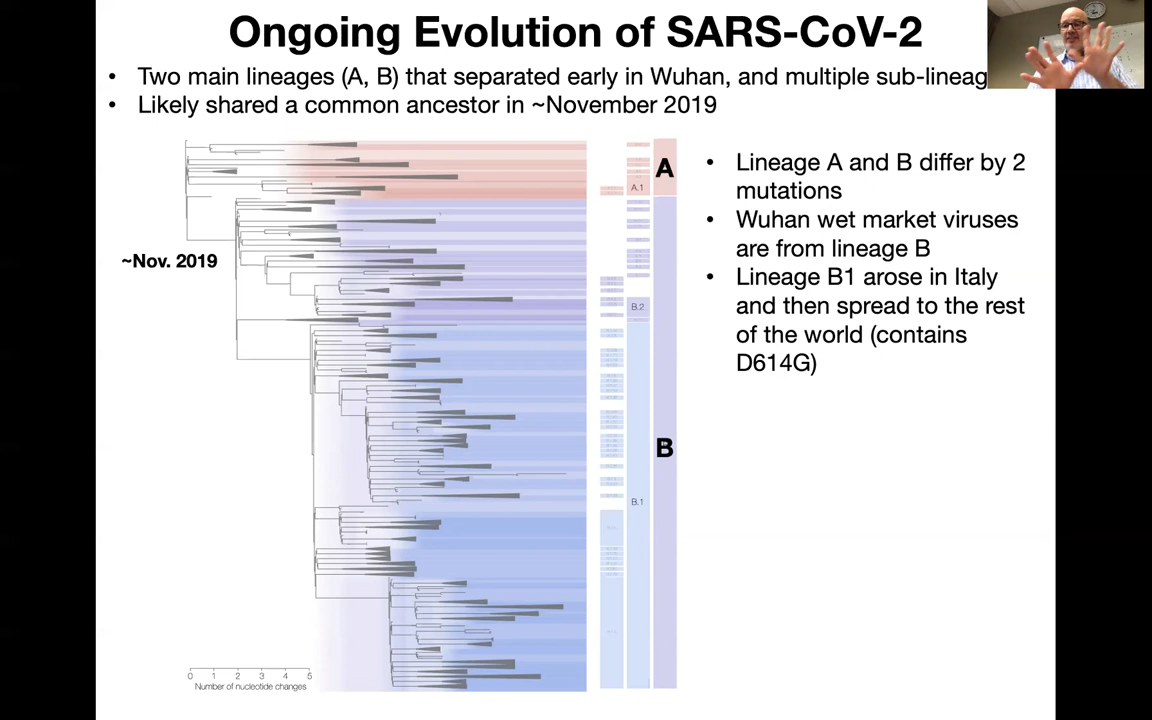 Ongoing Evolution of SARS-CoV-2
• Two main lineages (A, B) that separated early in Wuhan, and multiple
• Likely shared a common ancestor in ~November 2019
A
A.1
• Lineage A and B differ by 2
mutations
• Wuhan wet market viruses
are from lineage B
~Nov. 2019
• Lineage B1 arose in Italy
and then spread to the rest
of the world (contains
D614G)
B.2
B
B.1
0 1 2 3 4 5
Number of nucleotide changes